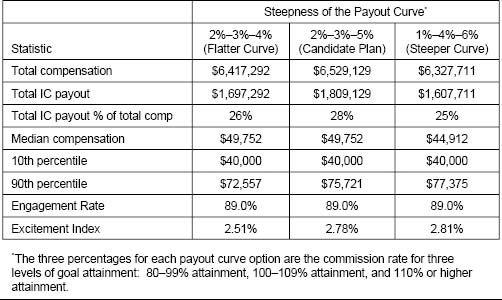 Steepness of the Payout Curve*
Statistic 2%–3%–4% (Flatter Curve) 2%–3%–5% (Candidate Plan) 1%–4%–6% (Steeper Curve)
Total compensation $6,417,292 $6,529,129 $6,327,711
Total IC payout $1,697,292 $1,809,129 $1,607,711
Total IC payout % of total comp 26% 28% 25%
Median compensation $49,752 $49,752 $44,912
10th percentile $40,000 $40,000 $40,000
90th percentile $72,557 $75,721 $77,375
Engagement Rate 89.0% 89.0% 89.0%
Excitement Index 2.51% 2.78% 2.81%
*The three percentages for each payout curve option are the commission rate for three
levels of goal attainment: 80–99% attainment, 100–109% attainment, and 110% or higher
attainment.